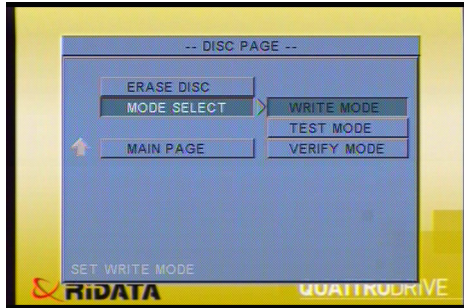 -- DISC PAGE --
ERASE DISC
MODE SELECT
WRITE MODE
TEST MODE
MAIN PAGE
VERIFY MODE
SET WRITE MODE
RiDATA
QUATTRODRIVE